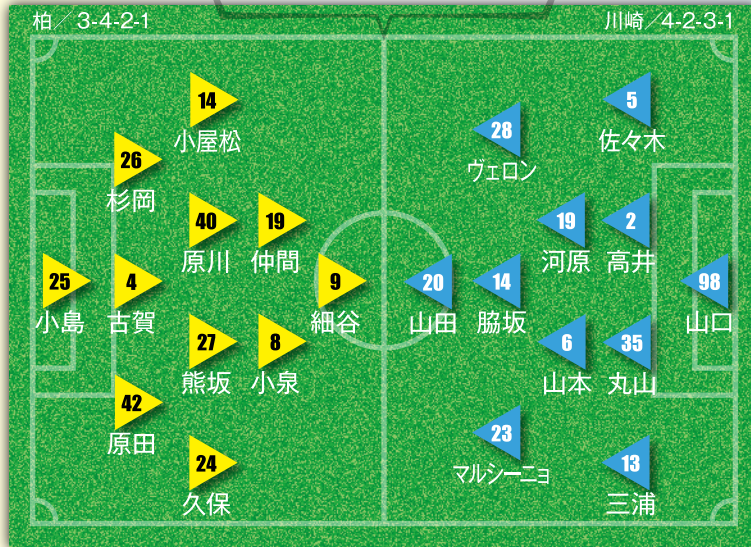 柏／3-4-2-1
川崎／4-2-3-1
14
小屋松
26
杉岡
40
原川
19
仲間
25
小島
4
古賀
9
細谷
27
熊坂
8
小泉
42
原田
24
久保
5
佐々木
28
ヴェロン
19
河原
2
高井
20
山田
14
脇坂
98
山口
6
山本
35
丸山
23
マルシーニョ
13
三浦